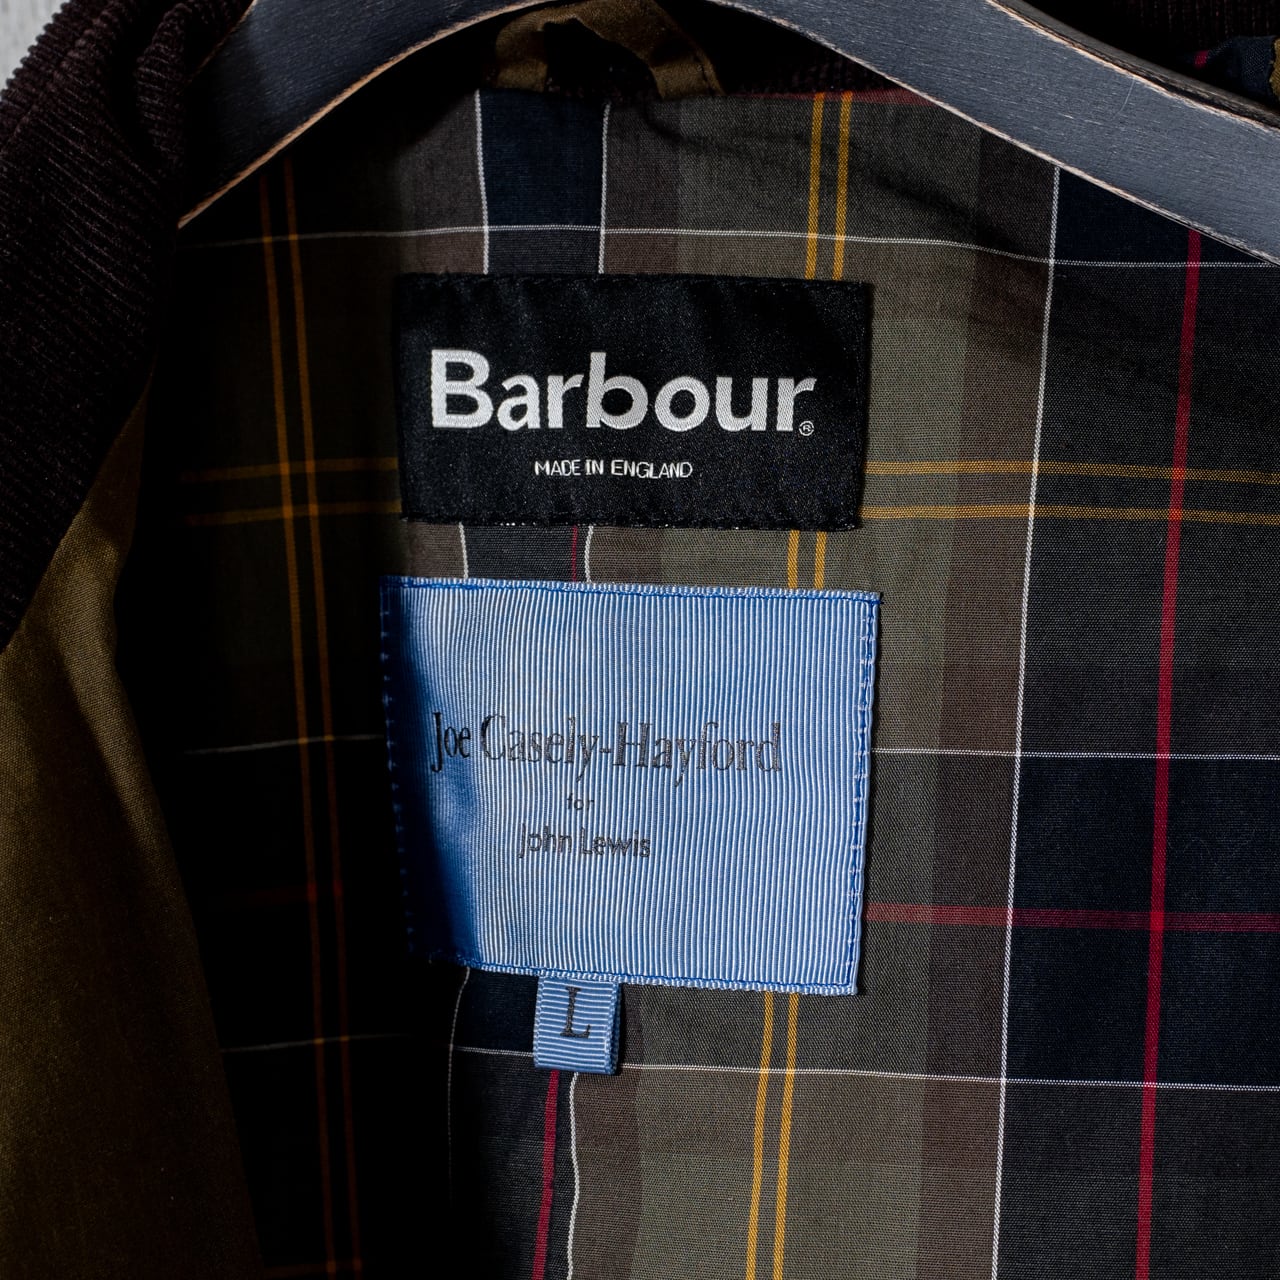 Barbour®
MADE IN ENGLAND
Joe Casely-Hayford
for
John Lewis
L